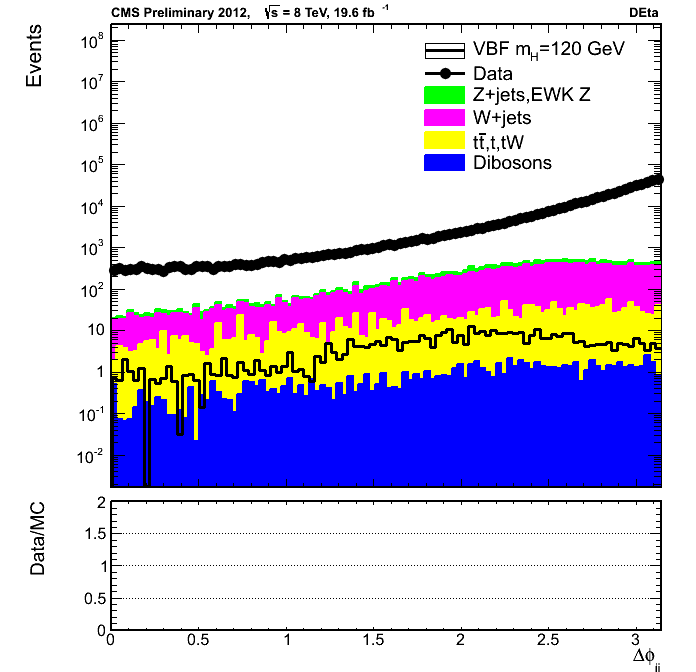 CMS Preliminary 2012, √s = 8 TeV, 19.6 fb⁻¹ DEta
Events
10⁸
10⁷
10⁶
10⁵
10⁴
10³
10²
10
1
10⁻¹
10⁻²
VBF m_H=120 GeV
Data
Z+jets,EWK Z
W+jets
tt̄,t,tW
Dibosons
Data/MC
2
1.5
1
0.5
0
0 0.5 1 1.5 2 2.5 3
Δϕ_jj